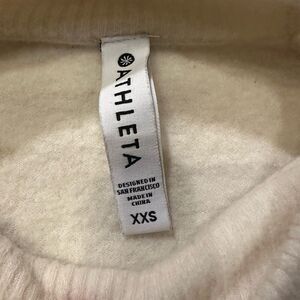 ATHLETA
DESIGNED IN
SAN FRANCISCO
MADE IN
CHINA
XXS